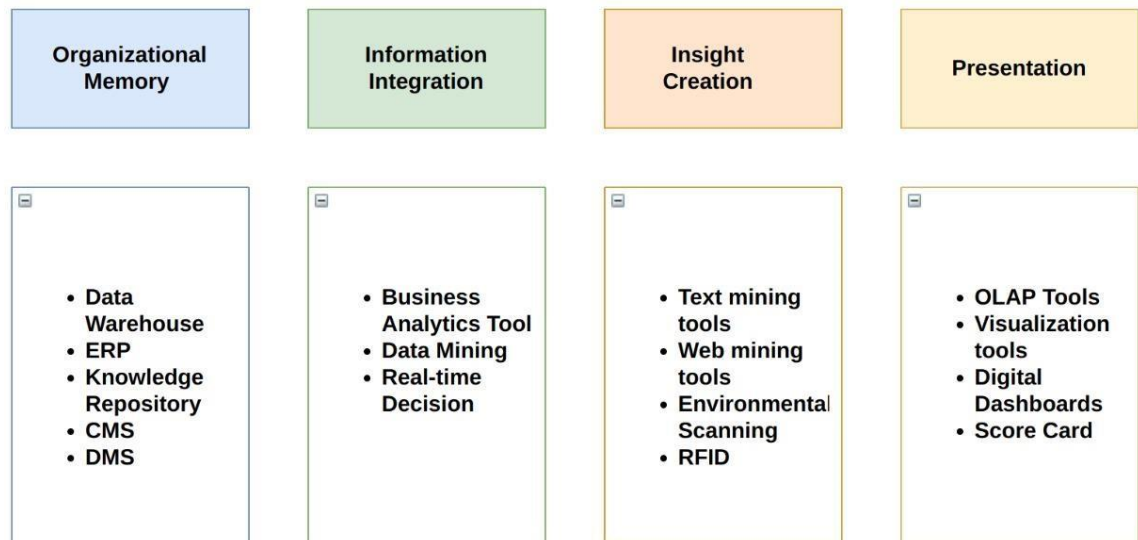 Organizational
Memory
Information
Integration
Insight
Creation
Presentation
• Data
Warehouse
• ERP
• Knowledge
Repository
• CMS
• DMS
• Business
Analytics Tool
• Data Mining
• Real-time
Decision
• Text mining
tools
• Web mining
tools
• Environmental
Scanning
• RFID
• OLAP Tools
• Visualization
tools
• Digital
Dashboards
• Score Card